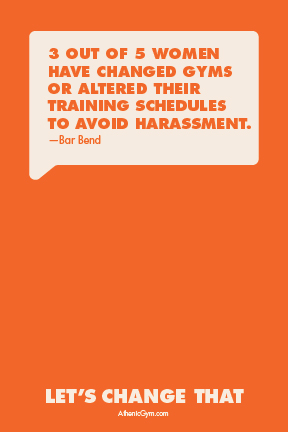 3 OUT OF 5 WOMEN
HAVE CHANGED GYMS
OR ALTERED THEIR
TRAINING SCHEDULES
TO AVOID HARASSMENT.
—Bar Bend
LET'S CHANGE THAT
AthenicGym.com